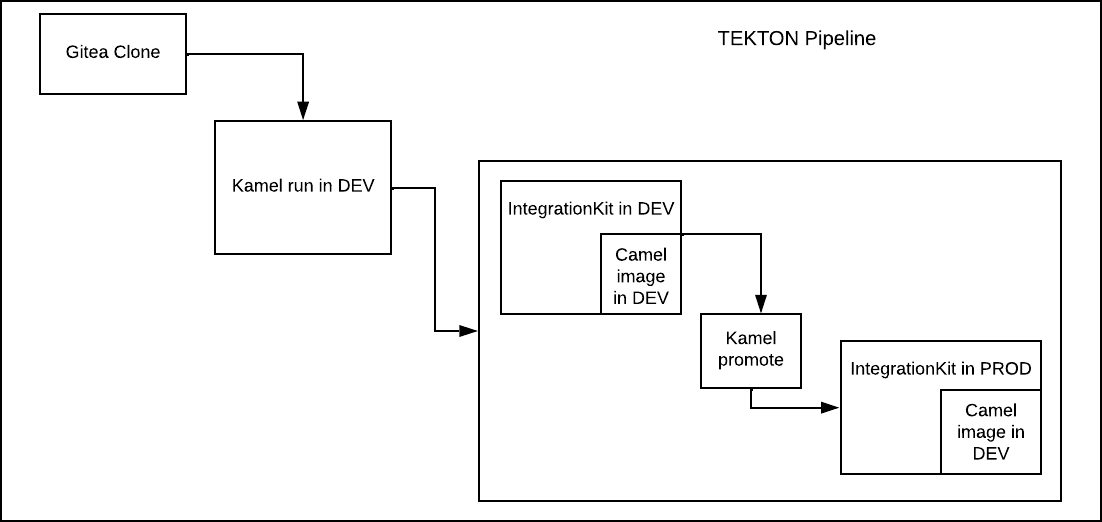 TEKTON Pipeline
Gitea Clone
Kamel run in DEV
IntegrationKit in DEV
Camel
image
in DEV
Kamel
promote
IntegrationKit in PROD
Camel
image in
DEV